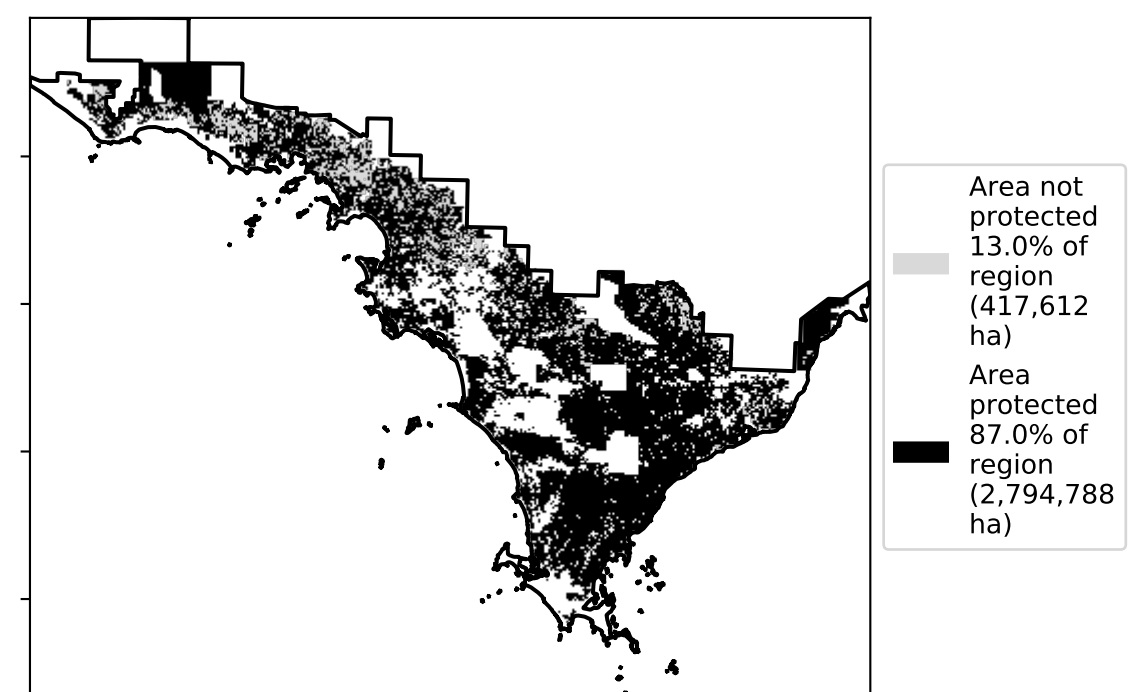 Area not
protected
13.0% of
region
(417,612
ha)
Area
protected
87.0% of
region
(2,794,788
ha)